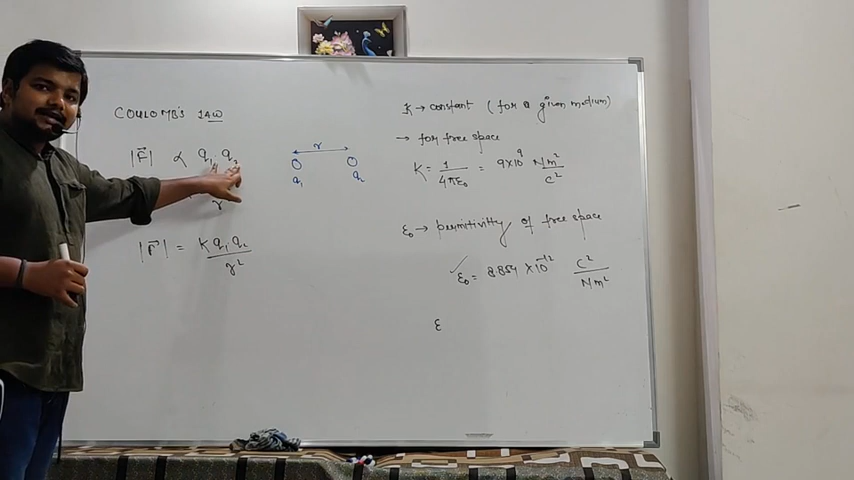 COULOMB'S LAW
|F⃗| ∝ q₁ q₂
r
|F⃗| = K q₁ q₂ / r²
r
q₁ q₂
K → constant (for a given medium)
→ for free space
K = 1/4πε₀ = 9×10⁹ Nm²/C²
ε₀ → permitivity of free space
✓ ε₀ = 8.854 × 10⁻¹² C²/Nm²
ε